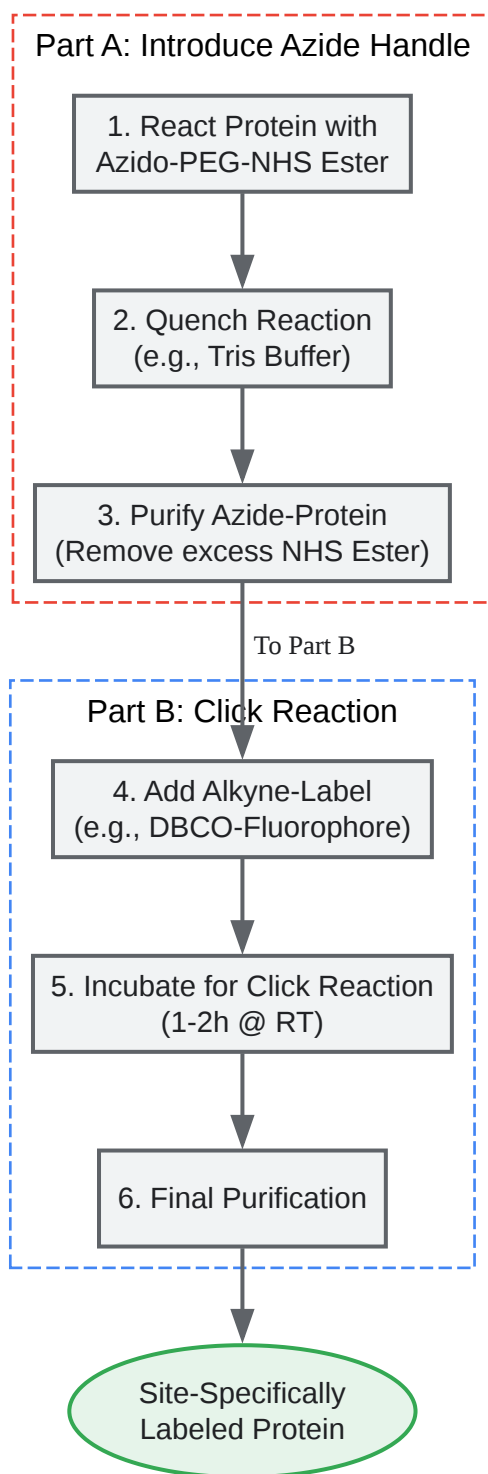 Part A: Introduce Azide Handle
1. React Protein with
Azido-PEG-NHS Ester
2. Quench Reaction
(e.g., Tris Buffer)
3. Purify Azide-Protein
(Remove excess NHS Ester)
To Part B
Part B: Click Reaction
4. Add Alkyne-Label
(e.g., DBCO-Fluorophore)
5. Incubate for Click Reaction
(1-2h @ RT)
6. Final Purification
Site-Specifically
Labeled Protein